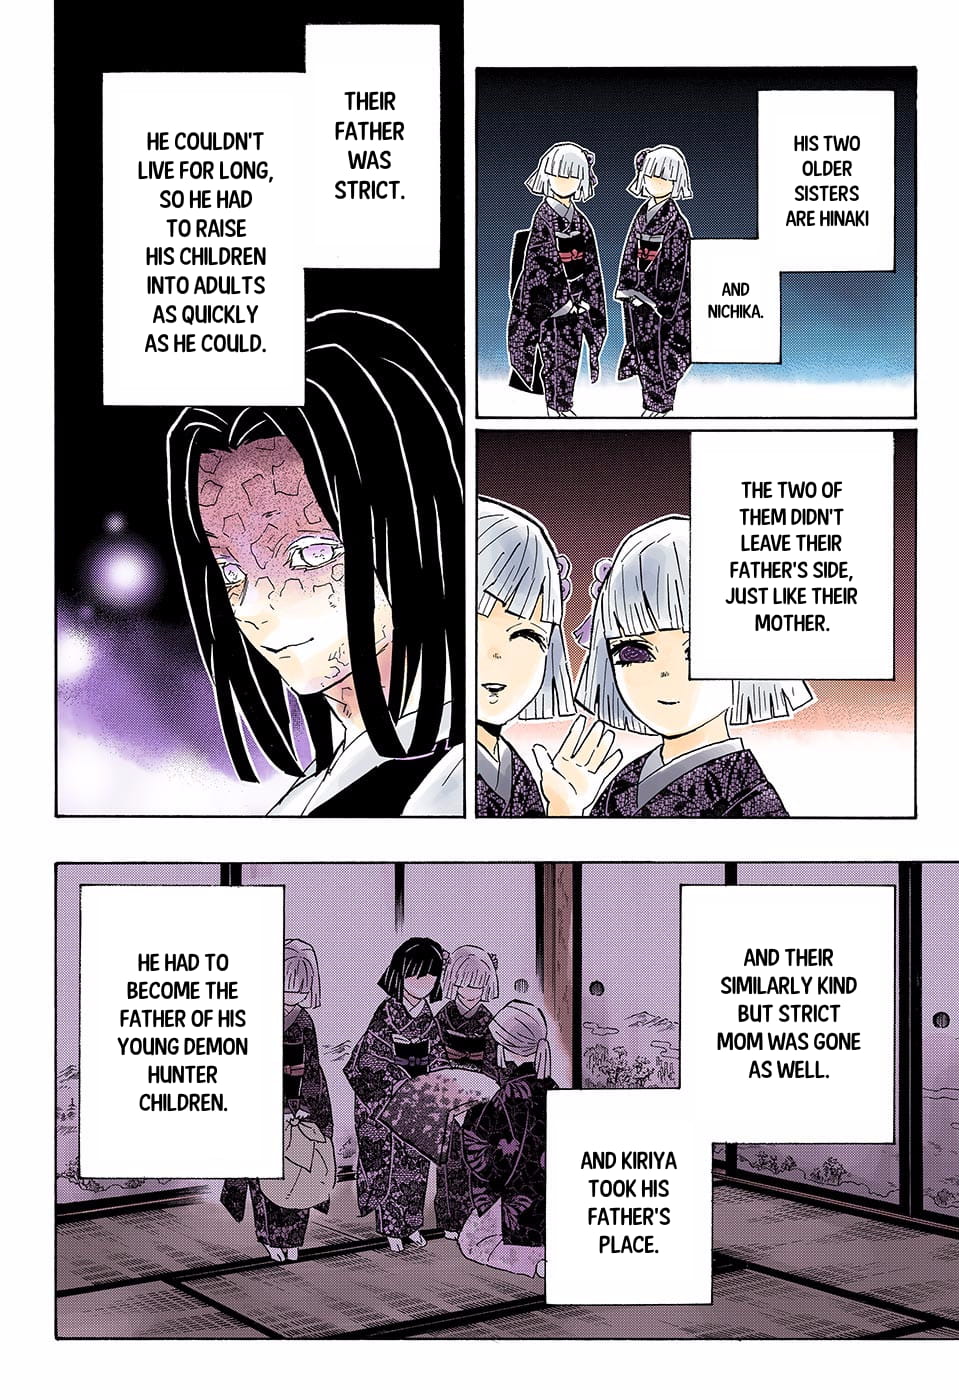 HIS TWO
OLDER
SISTERS
ARE HINAKI
AND
NICHIKA.
THE TWO OF
THEM DIDN'T
LEAVE THEIR
FATHER'S SIDE,
JUST LIKE THEIR
MOTHER.
THEIR
FATHER
WAS
STRICT.
HE COULDN'T
LIVE FOR LONG,
SO HE HAD
TO RAISE
HIS CHILDREN
INTO ADULTS
AS QUICKLY
AS HE COULD.
AND THEIR
SIMILARLY KIND
BUT STRICT
MOM WAS GONE
AS WELL.
AND KIRIYA
TOOK HIS
FATHER'S
PLACE.
HE HAD TO
BECOME THE
FATHER OF HIS
YOUNG DEMON
HUNTER
CHILDREN.